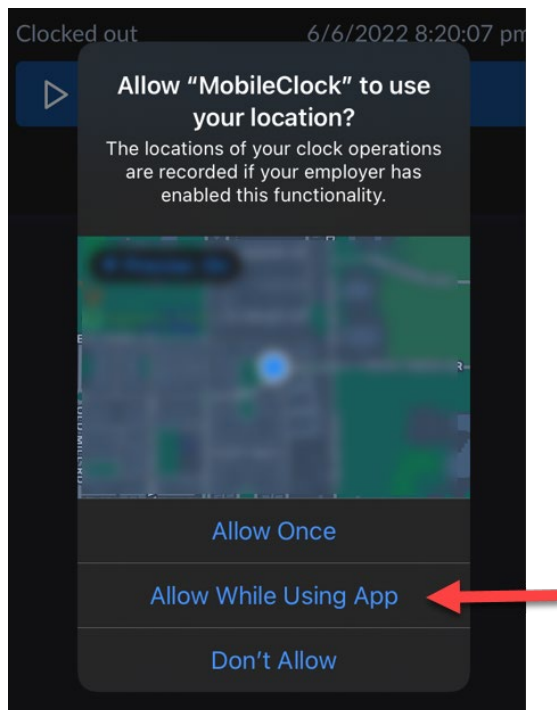 Clocked out 6/6/2022 8:20:07 pm
Allow “MobileClock” to use
your location?
The locations of your clock operations
are recorded if your employer has
enabled this functionality.
Allow Once
Allow While Using App
Don’t Allow